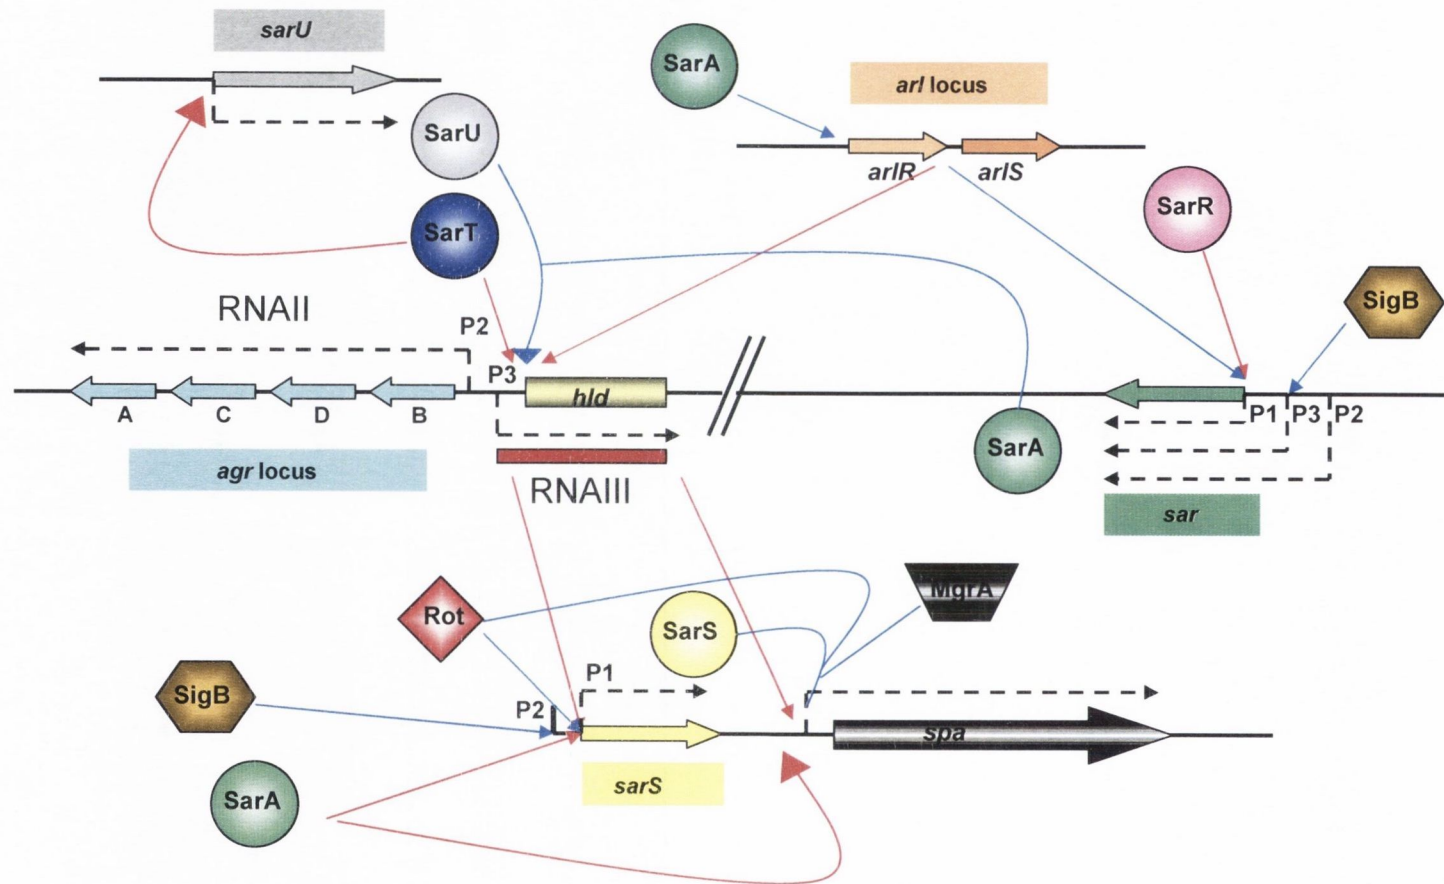 sarU
SarA
arl locus
SarU
arlR
arlS
SarR
SarT
SigB
RNAII
P2
P3
hld
A
C
D
B
P1
P3
P2
SarA
agr locus
RNAIII
sar
Rot
SarS
MgrA
SigB
P1
P2
spa
sarS
SarA